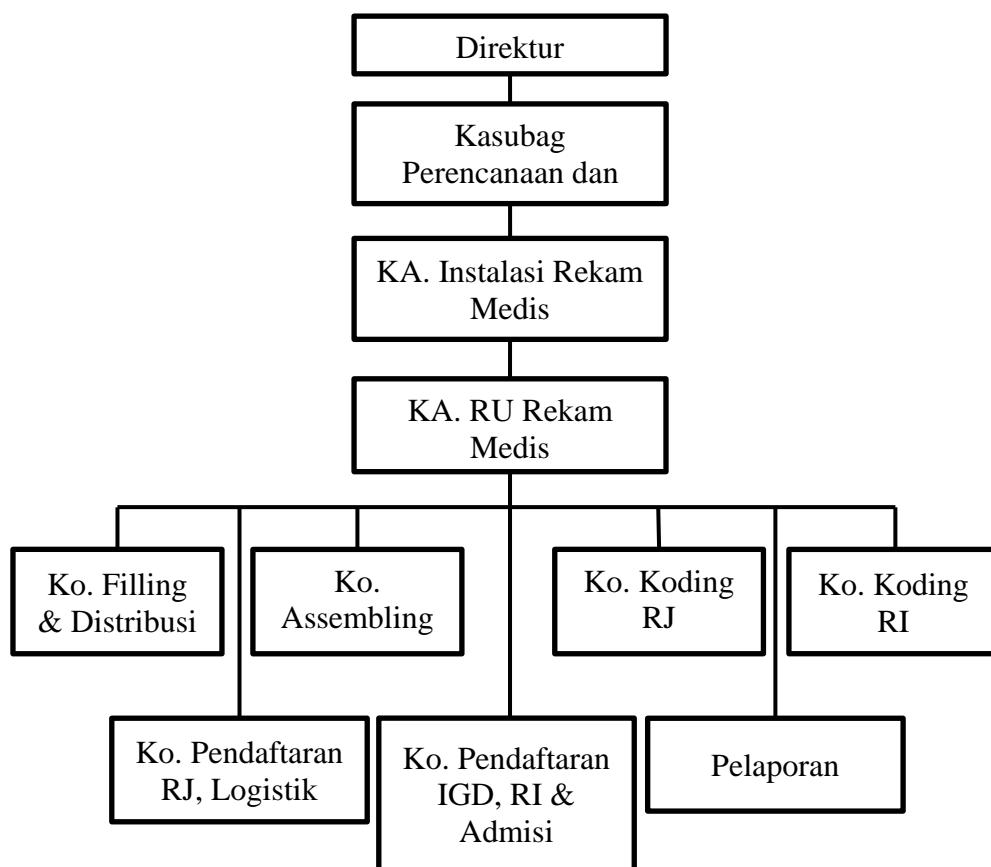 Direktur
Kasubag
Perencanaan dan
KA. Instalasi Rekam
Medis
KA. RU Rekam
Medis
Ko. Filling
& Distribusi
Ko.
Assembling
Ko. Koding
RJ
Ko. Koding
RI
Ko. Pendaftaran
RJ, Logistik
Ko. Pendaftaran
IGD, RI &
Admisi
Pelaporan